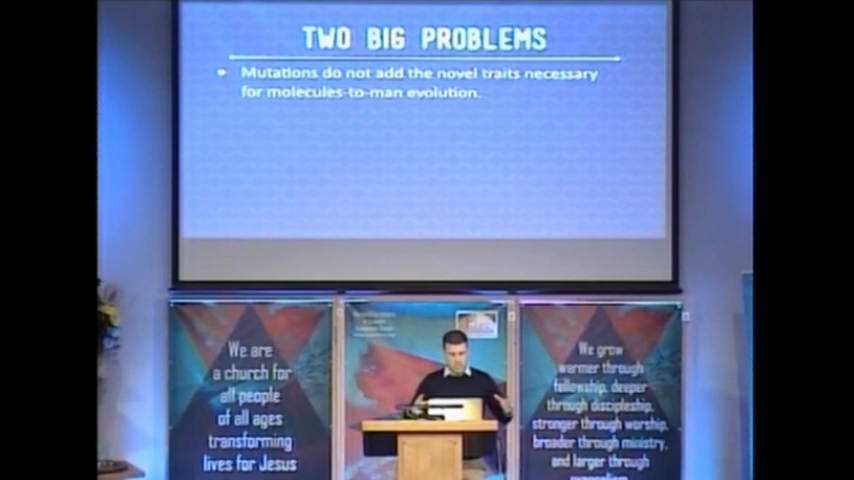 TWO BIG PROBLEMS
• Mutations do not add the novel traits necessary
for molecules-to-man evolution.
We are
a church for
all people
of all ages
transforming
lives for Jesus
We grow
warmer through
fellowship, deeper
through discipleship,
stronger through worship,
broader through ministry,
and larger through
evangelism